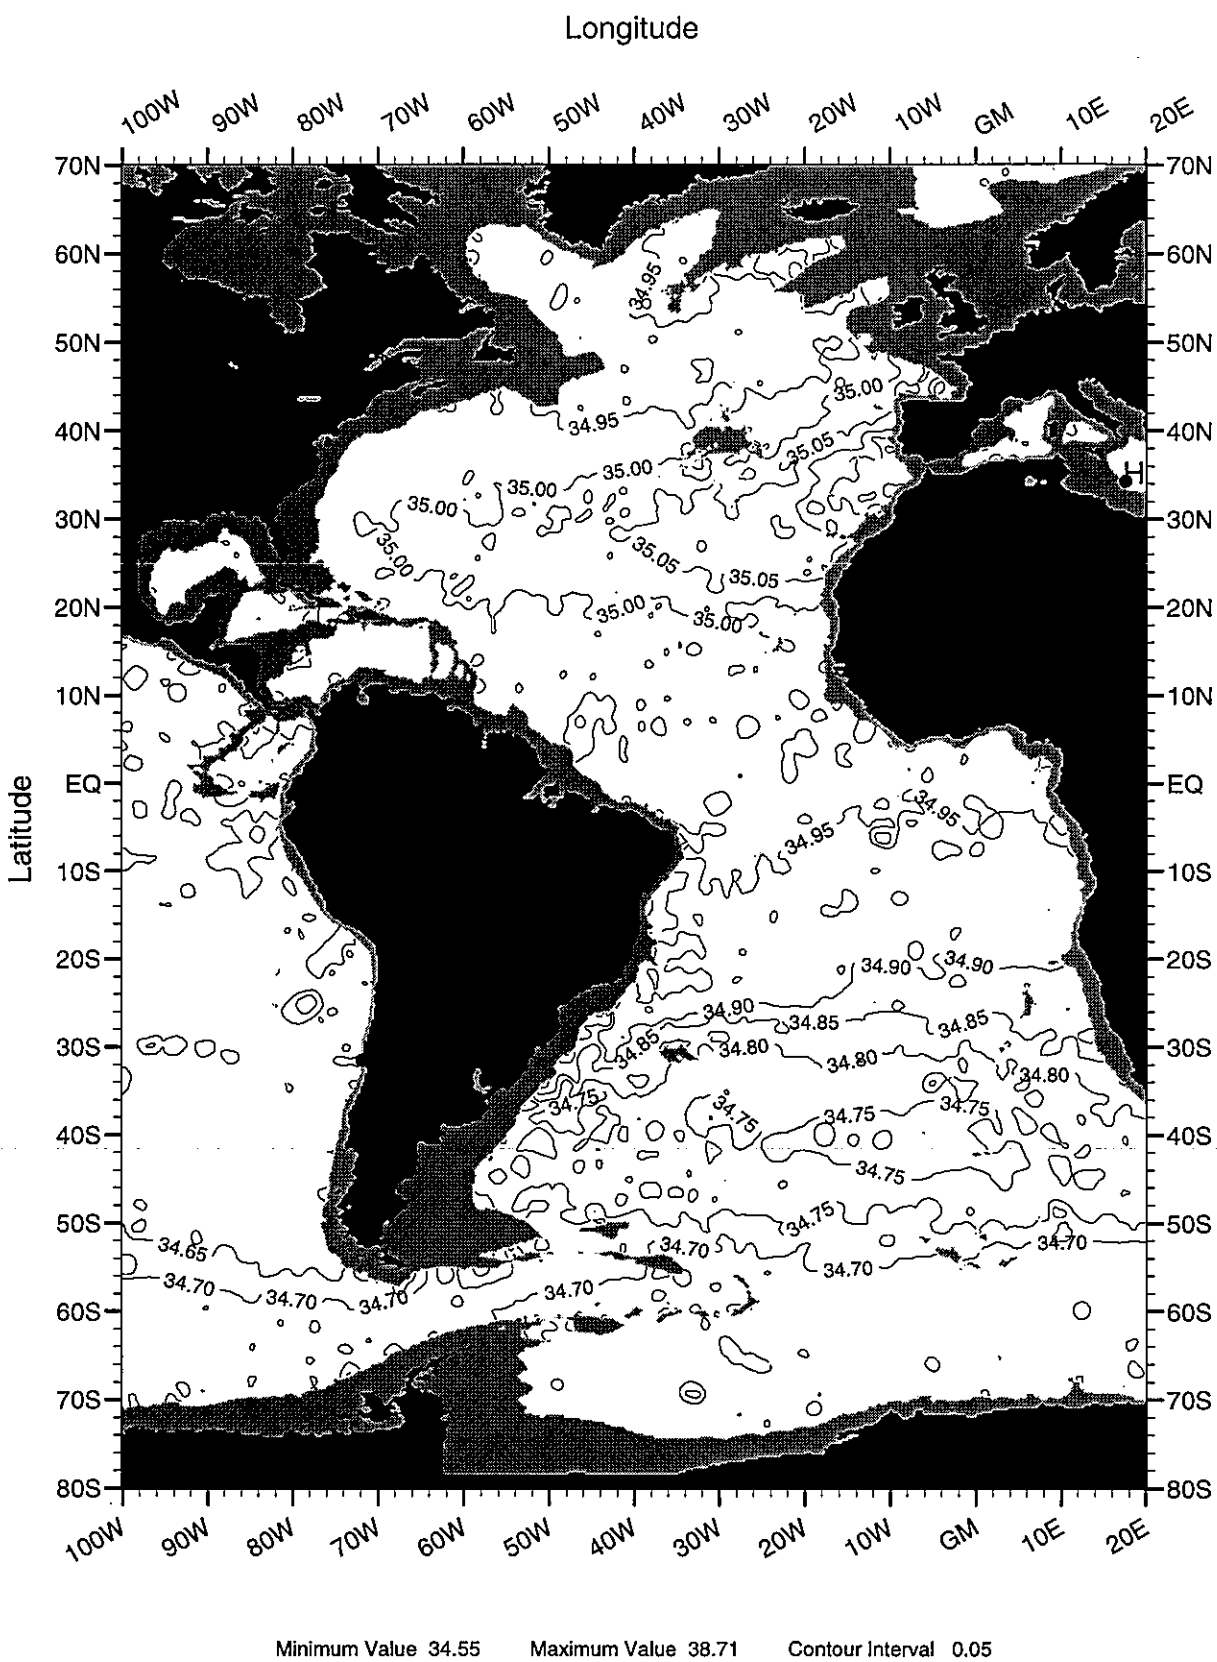 Longitude
100W 90W 80W 70W 60W 50W 40W 30W 20W 10W GM 10E 20E
70N 70N
60N 60N
34.95
50N 50N
35.00
34.95
40N 40N
35.05
35.00
H
35.00
35.00
30N 30N
35.00 35.05
35.05
20N 35.00 20N
35.00
10N 10N
EQ EQ
34.95
34.95
Latitude
10S 10S
20S 34.90 34.90 20S
34.90
34.85 34.85
34.85
30S 34.80 34.80 30S
34.80
34.75 34.75 34.75 34.75
40S 40S
34.75
50S 34.75 50S
34.65 34.70 34.70
34.70 34.70
34.70 34.70 34.70
60S 60S
70S 70S
80S 80S
100W 90W 80W 70W 60W 50W 40W 30W 20W 10W GM 10E 20E
Minimum Value 34.55 Maximum Value 38.71 Contour Interval 0.05